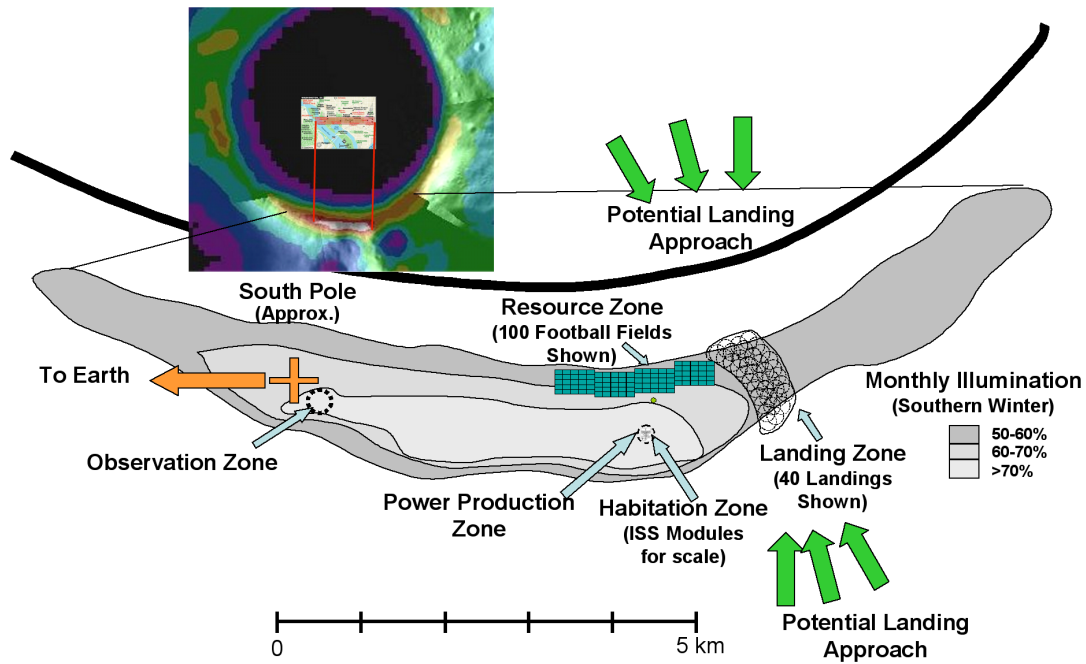 Potential Landing
Approach
South Pole
(Approx.)
Resource Zone
(100 Football Fields
Shown)
To Earth
Monthly Illumination
(Southern Winter)
50-60%
60-70%
>70%
Observation Zone
Landing Zone
(40 Landings
Shown)
Power Production
Zone
Habitation Zone
(ISS Modules
for scale)
Potential Landing
Approach
0
5 km